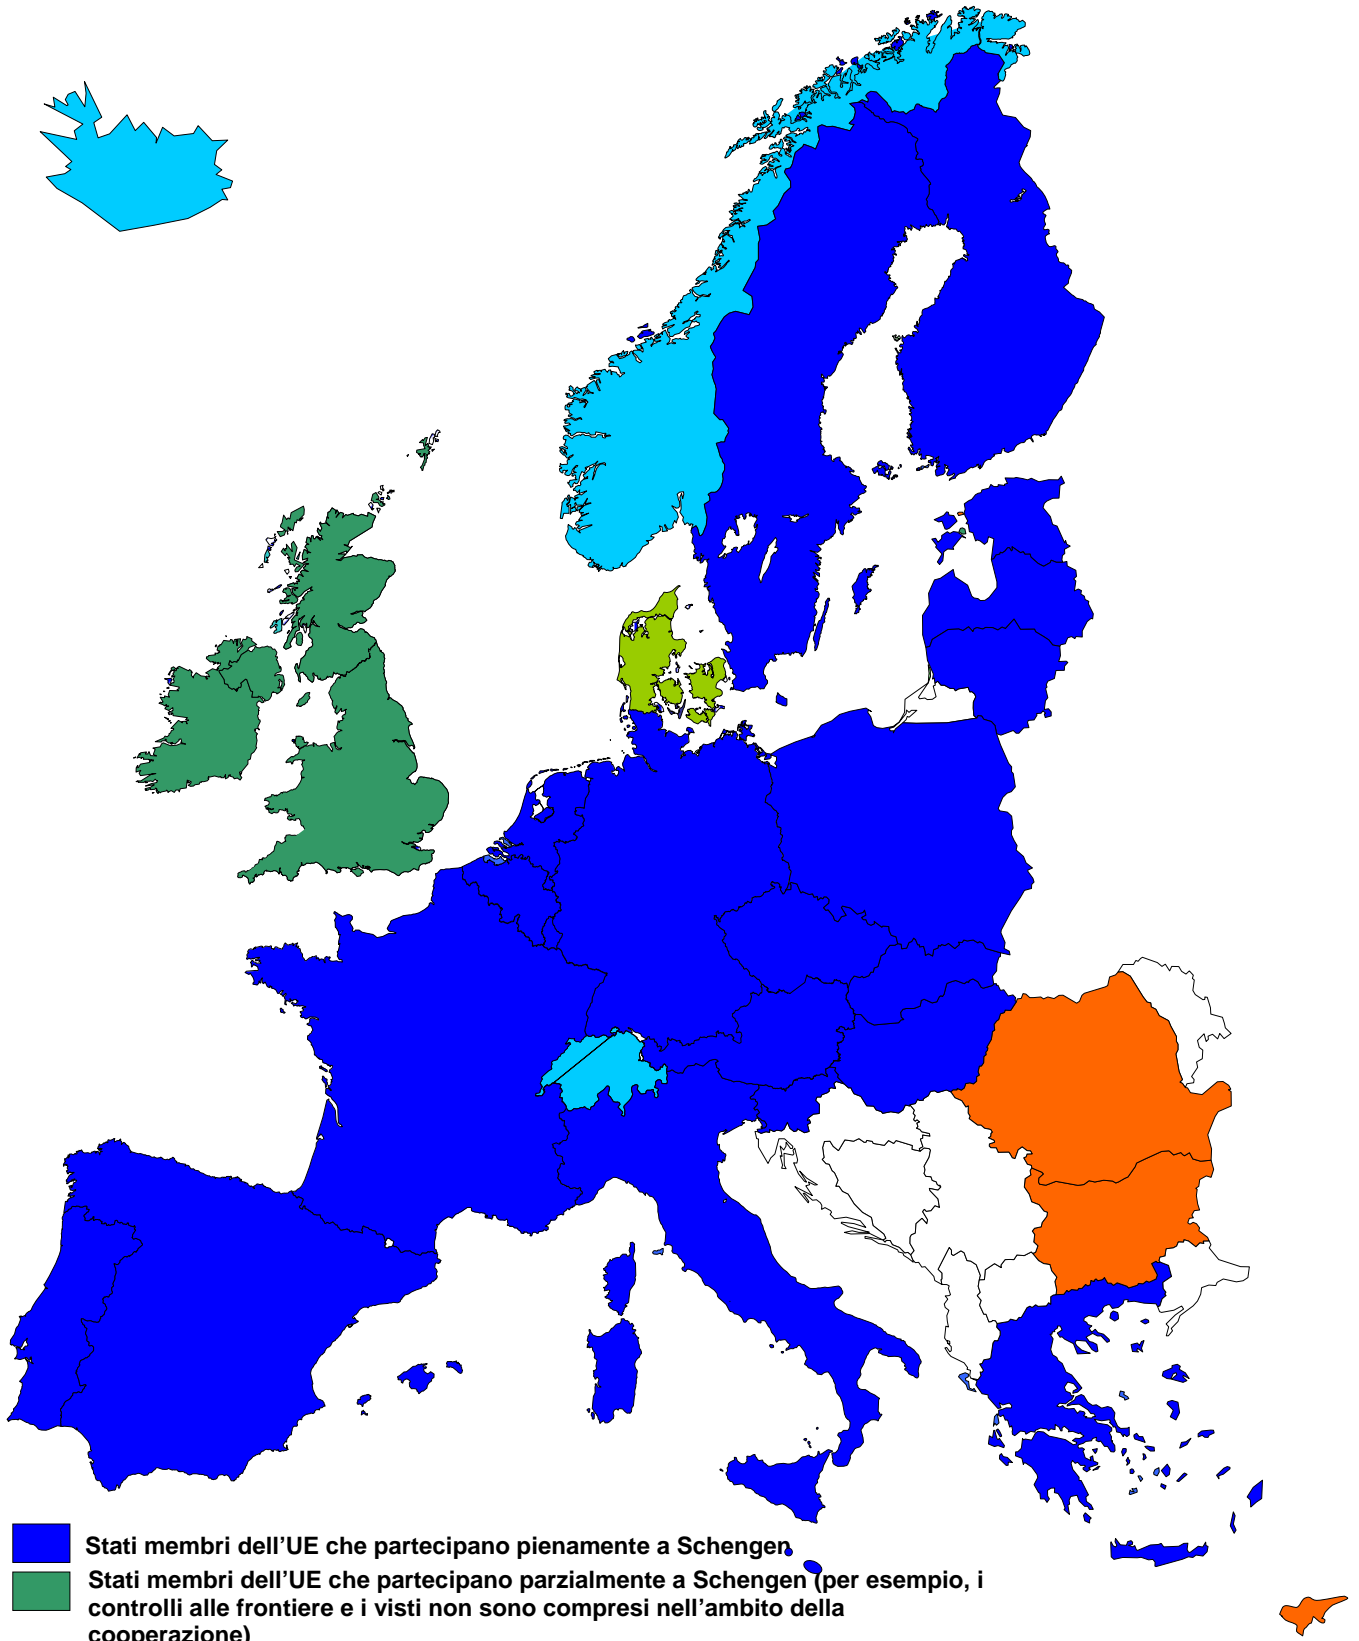 Stati membri dell'UE che partecipano pienamente a Schengen
Stati membri dell'UE che partecipano parzialmente a Schengen (per esempio, i
controlli alle frontiere e i visti non sono compresi nell'ambito della
cooperazione)